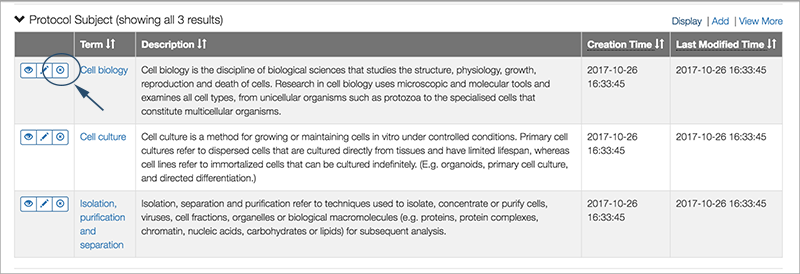 Protocol Subject (showing all 3 results)
Display | Add | View More
Term Description Creation Time Last Modified Time
Cell biology
Cell biology is the discipline of biological sciences that studies the structure, physiology, growth,
reproduction and death of cells. Research in cell biology uses microscopic and molecular tools and
examines all cell types, from unicellular organisms such as protozoa to the specialised cells that
constitute multicellular organisms.
2017-10-26
16:33:45
2017-10-26 16:33:45
Cell culture
Cell culture is a method for growing or maintaining cells in vitro under controlled conditions. Primary cell
cultures refer to dispersed cells that are cultured directly from tissues and have limited lifespan, whereas
cell lines refer to immortalized cells that can be cultured indefinitely. (E.g. organoids, primary cell culture,
and directed differentiation.)
2017-10-26
16:33:45
2017-10-26 16:33:45
Isolation,
purification
and
separation
Isolation, separation and purification refer to techniques used to isolate, concentrate or purify cells,
viruses, cell fractions, organelles or biological macromolecules (e.g. proteins, protein complexes,
chromatin, nucleic acids, carbohydrates or lipids) for subsequent analysis.
2017-10-26
16:33:45
2017-10-26 16:33:45